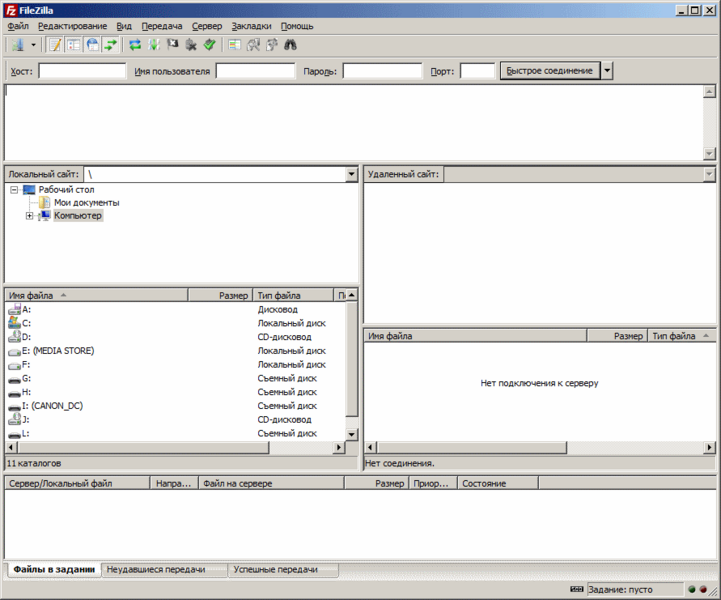 FileZilla
Файл Редактирование Вид Передача Сервер Закладки Помощь
Хост: Имя пользователя Пароль: Порт: Быстрое соединение
Локальный сайт: \
Рабочий стол
Мои документы
Компьютер
Имя файла Размер Тип файла
A: Дисковод
C: Локальный диск
D: CD-дисковод
E: (MEDIA STORE) Локальный диск
F: Локальный диск
G: Съемный диск
H: Съемный диск
I: (CANON_DC) Съемный диск
J: CD-дисковод
L: Съемный диск
11 каталогов
Удаленный сайт:
Имя файла Размер Тип файла
Нет подключения к серверу
Нет соединения.
Сервер/Локальный файл Напра... Файл на сервере Размер Приор... Состояние
Файлы в задании Неудавшиеся передачи Успешные передачи
Задание: пусто